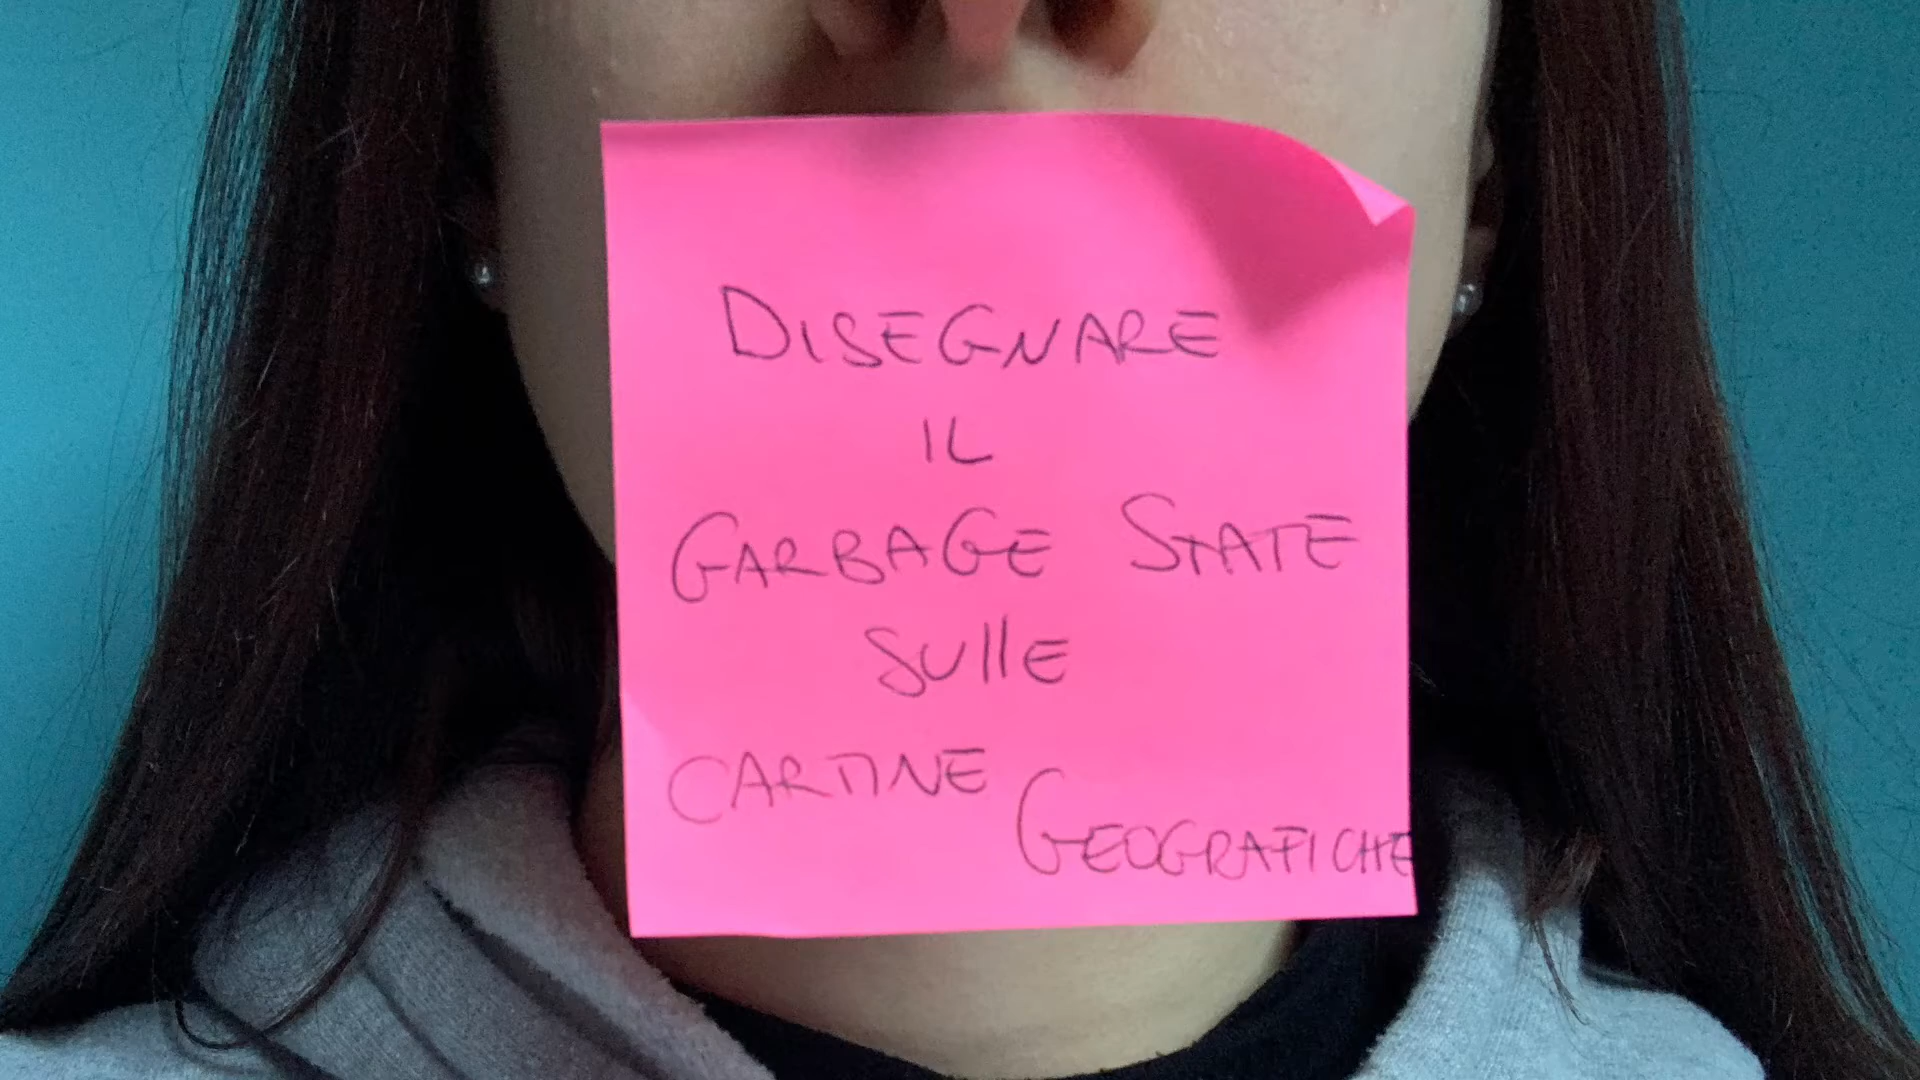 DISEGNARE
IL
GARBAGE STATE
SULLE
CARTINE
GEOGRAFICHE